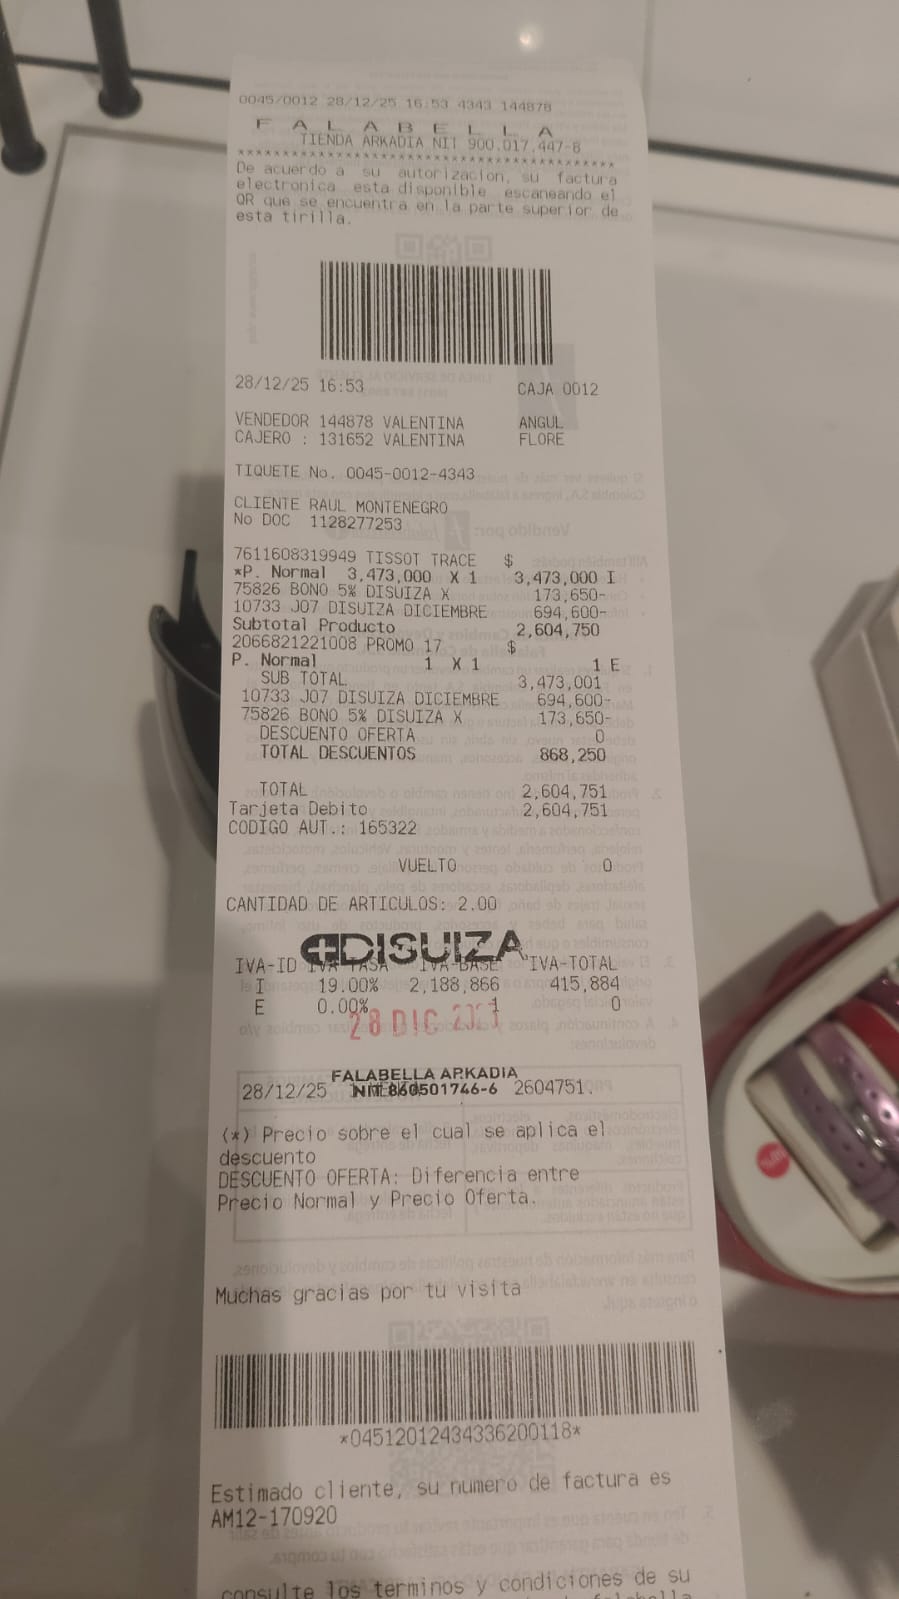 0045/0012 28/12/25 16:53 4343 144878
F A L A B E L L A
TIENDA ARKADIA NIT 900.017.447-8
De acuerdo a su autorizacion, su factura
electronica esta disponible escaneando el
QR que se encuentra en la parte superior de
esta tirilla.
28/12/25 16:53 CAJA 0012
VENDEDOR 144878 VALENTINA ANGUL
CAJERO : 131652 VALENTINA FLORE
TIQUETE No. 0045-0012-4343
CLIENTE RAUL MONTENEGRO
No DOC 1128277253
7611608319949 TISSOT TRACE $
*P. Normal 3,473,000 X 1 3,473,000 I
75826 BONO 5% DISUIZA X 173,650-
10733 J07 DISUIZA DICIEMBRE 694,600-
Subtotal Producto 2,604,750
2066821221008 PROMO 17 $
P. Normal 1 X 1 1 E
SUB TOTAL 3,473,001
10733 J07 DISUIZA DICIEMBRE 694,600-
75826 BONO 5% DISUIZA X 173,650-
DESCUENTO OFERTA 0
TOTAL DESCUENTOS 868,250
TOTAL 2,604,751
Tarjeta Debito 2,604,751
CODIGO AUT.: 165322
VUELTO 0
CANTIDAD DE ARTICULOS: 2.00
DISUIZA
IVA-ID IVA-TASA IVA-BASE IVA-TOTAL
I 19.00% 2,188,866 415,884
E 0.00% 1 0
28 DIC
FALABELLA ARKADIA
28/12/25 NIT 860501746-6 2604751.
(*) Precio sobre el cual se aplica el
descuento
DESCUENTO OFERTA: Diferencia entre
Precio Normal y Precio Oferta.
Muchas gracias por tu visita
*04512012434336200118*
Estimado cliente, su numero de factura es
AM12-170920
consulte los terminos y condiciones de su